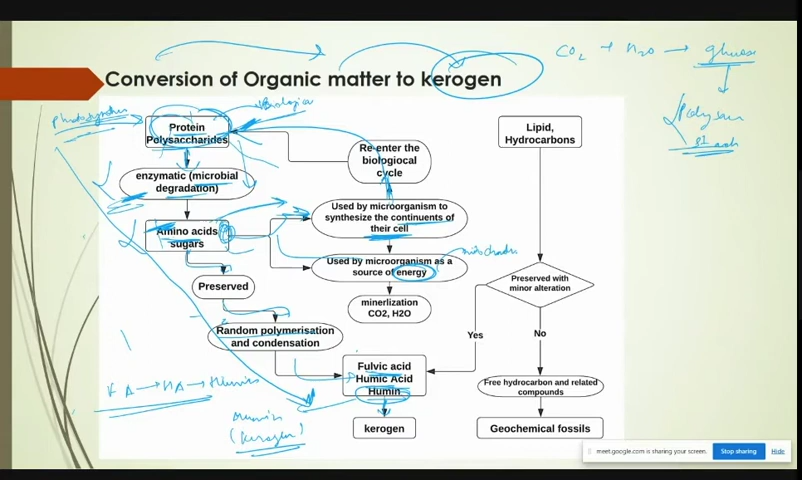 CO2 + H2O → glucose
Conversion of Organic matter to kerogen
Protein
Polysaccharides
Lipid,
Hydrocarbons
Re-enter the
biologiocal
cycle
enzymatic (microbial
degradation)
Used by microorganism to
synthesize the continuents of
their cell
Amino acids
sugars
Used by microorganism as a
source of energy
Preserved
minerlization
CO2, H2O
Preserved with
minor alteration
Random polymerisation
and condensation
Yes
No
Fulvic acid
Humic Acid
Humin
Free hydrocarbon and related
compounds
FA → HA → Humin
Humin
(Kerogen)
kerogen
Geochemical fossils
meet.google.com is sharing your screen.
Stop sharing
Hide